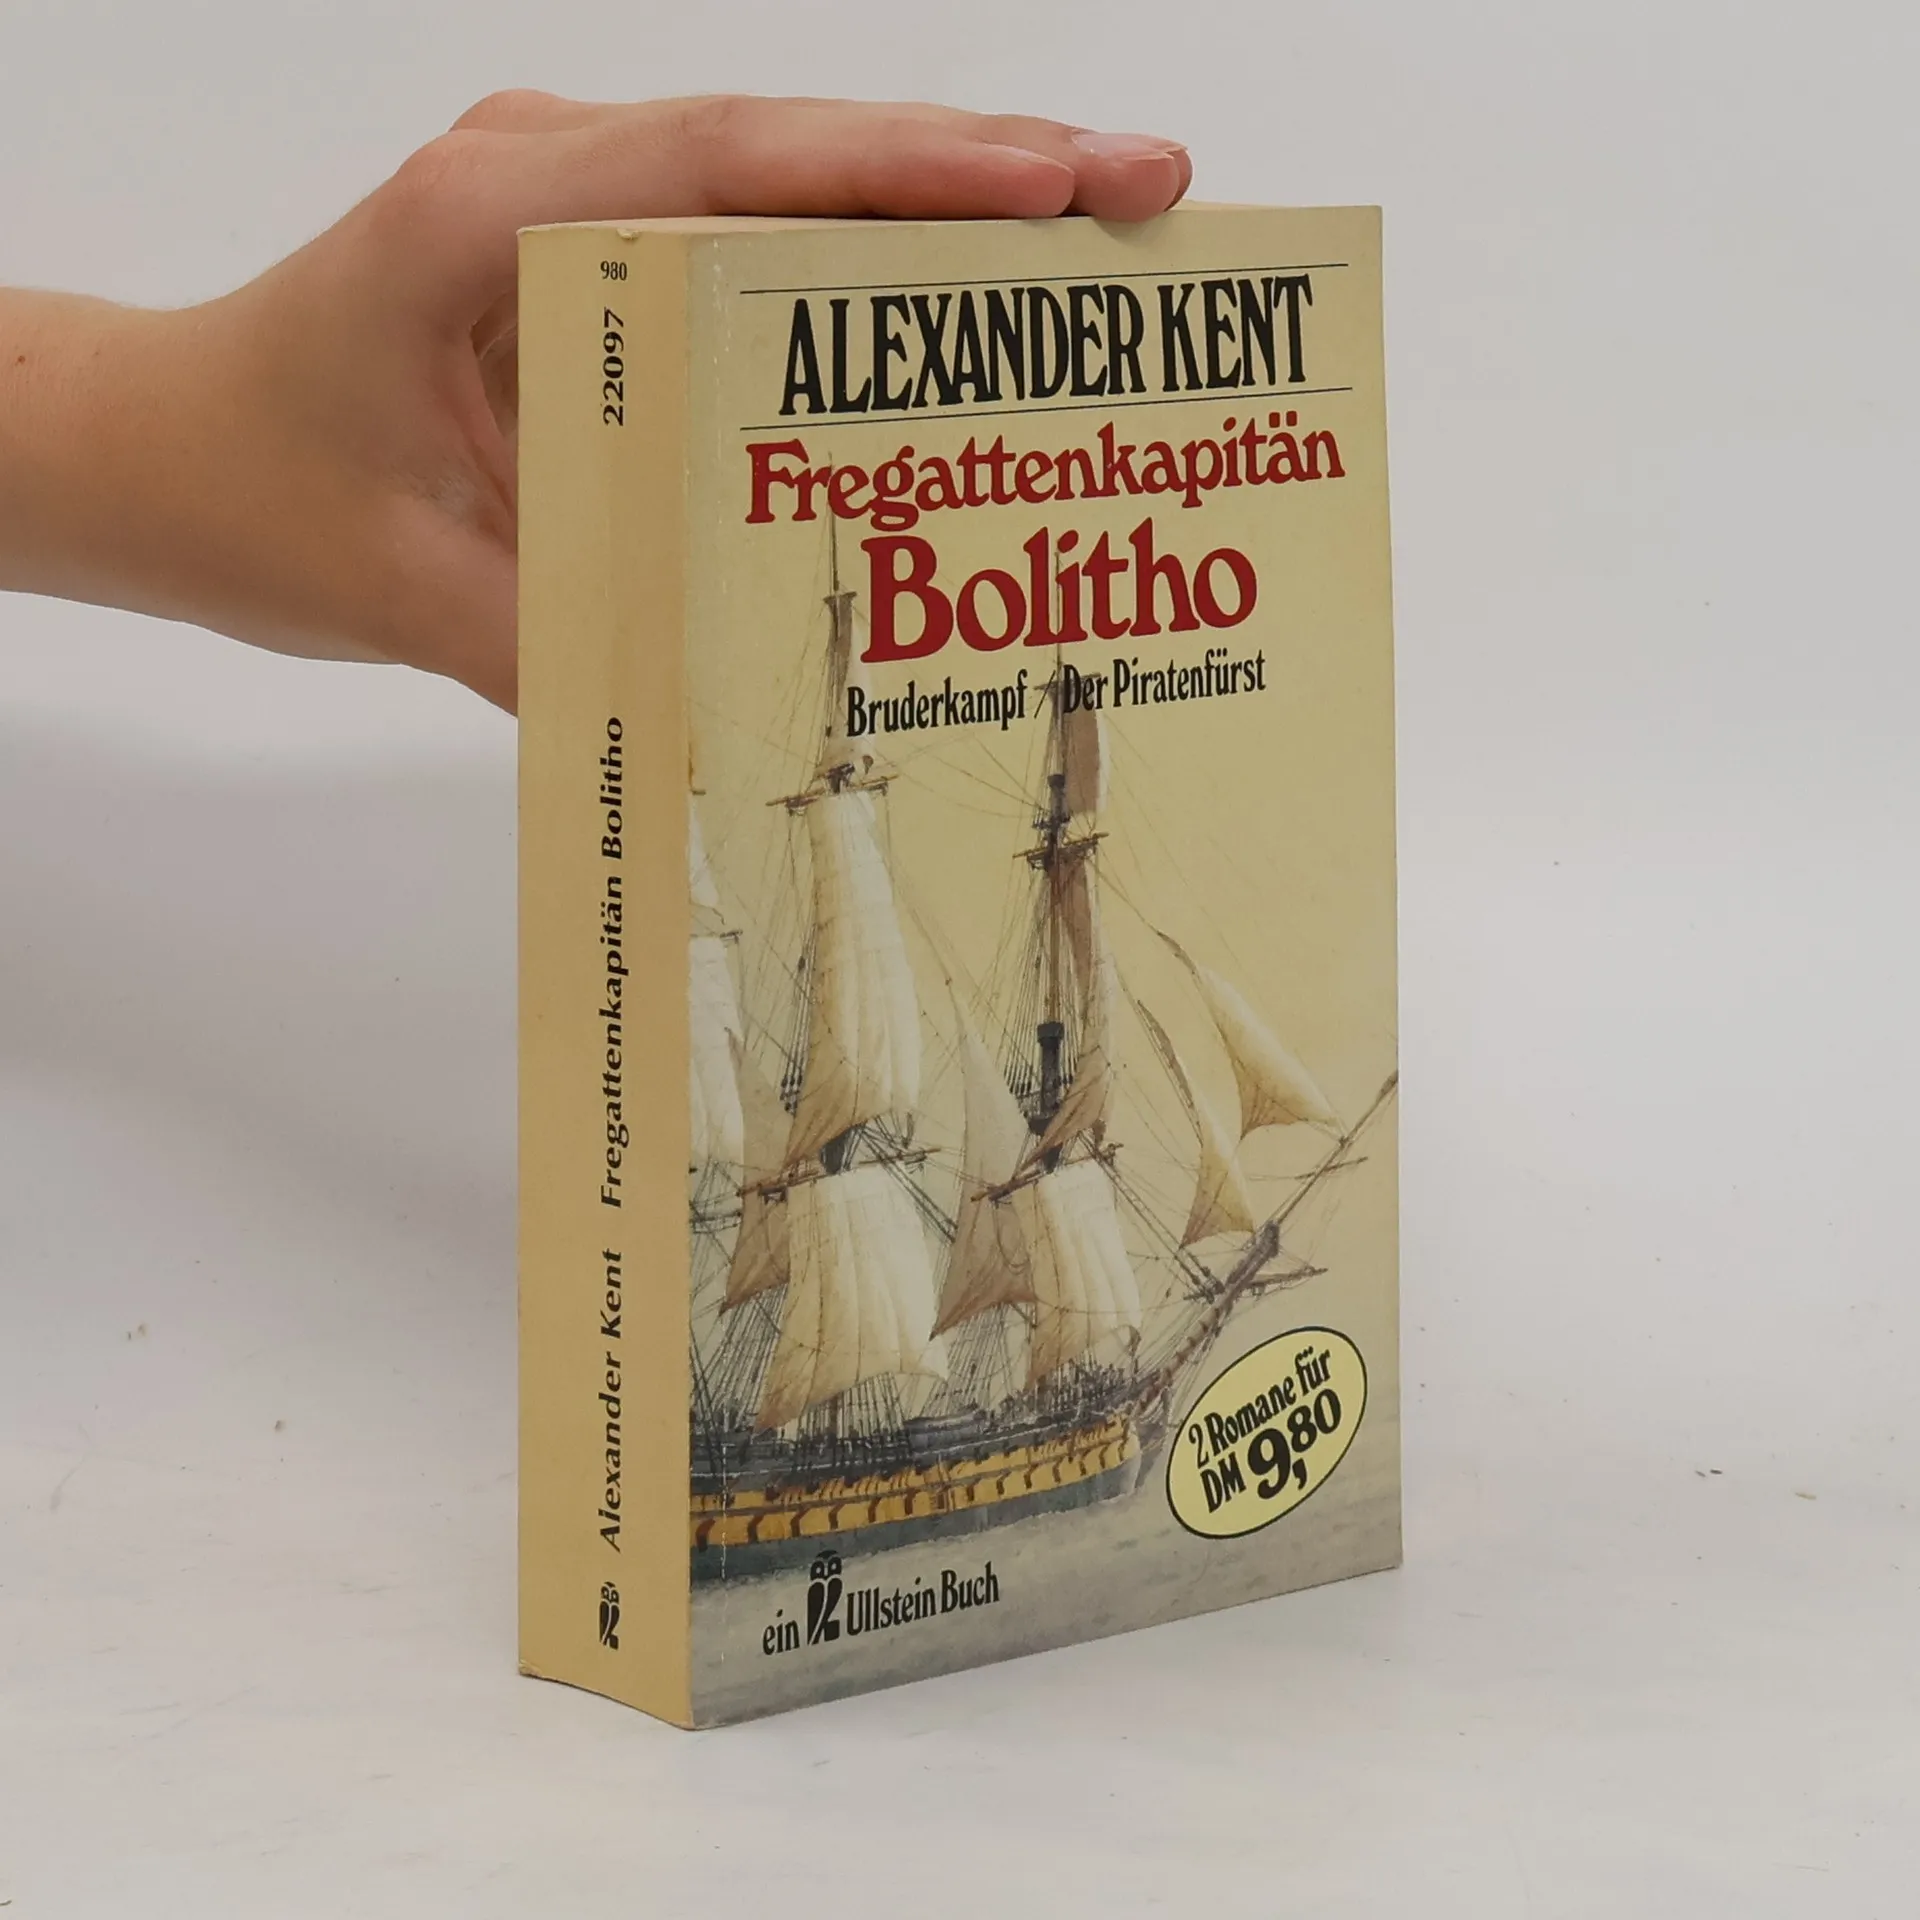 980
22097
Alexander Kent Fregattenkapitän Bolitho
ALEXANDER KENT
Fregattenkapitän
Bolitho
Bruderkampf / Der Piratenfürst
2 Romane für
DM 9,80
ein Ullstein Buch